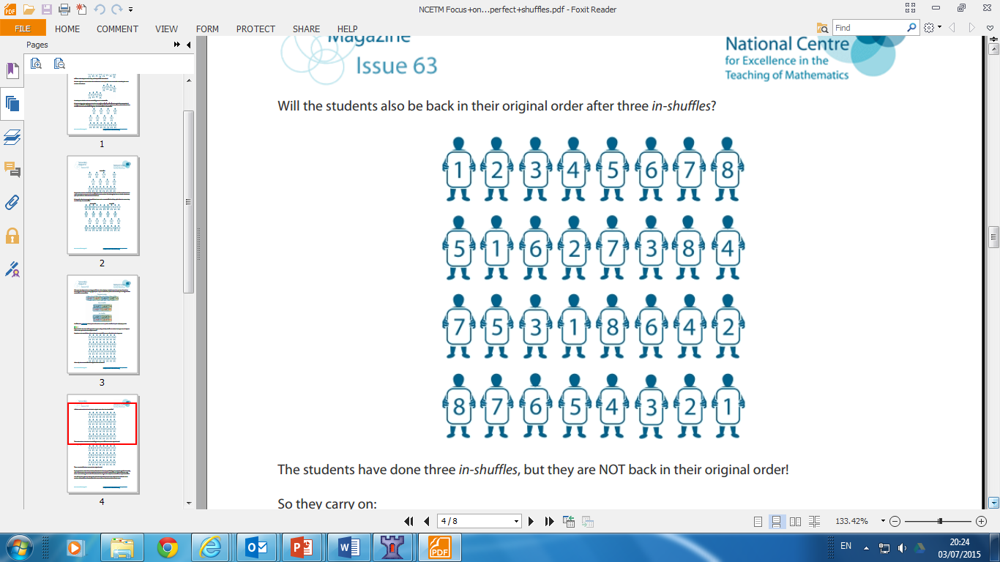 NCETM Focus+on...perfect+shuffles.pdf - Foxit Reader
FILE HOME COMMENT VIEW FORM PROTECT SHARE HELP
Find
Pages
Magazine
Issue 63
National Centre
for Excellence in the
Teaching of Mathematics
Will the students also be back in their original order after three in-shuffles?
1 2 3 4 5 6 7 8
5 1 6 2 7 3 8 4
7 5 3 1 8 6 4 2
8 7 6 5 4 3 2 1
The students have done three in-shuffles, but they are NOT back in their original order!
So they carry on:
1
2
3
4
4 / 8
133.42%
PDF
EN
20:24
03/07/2015